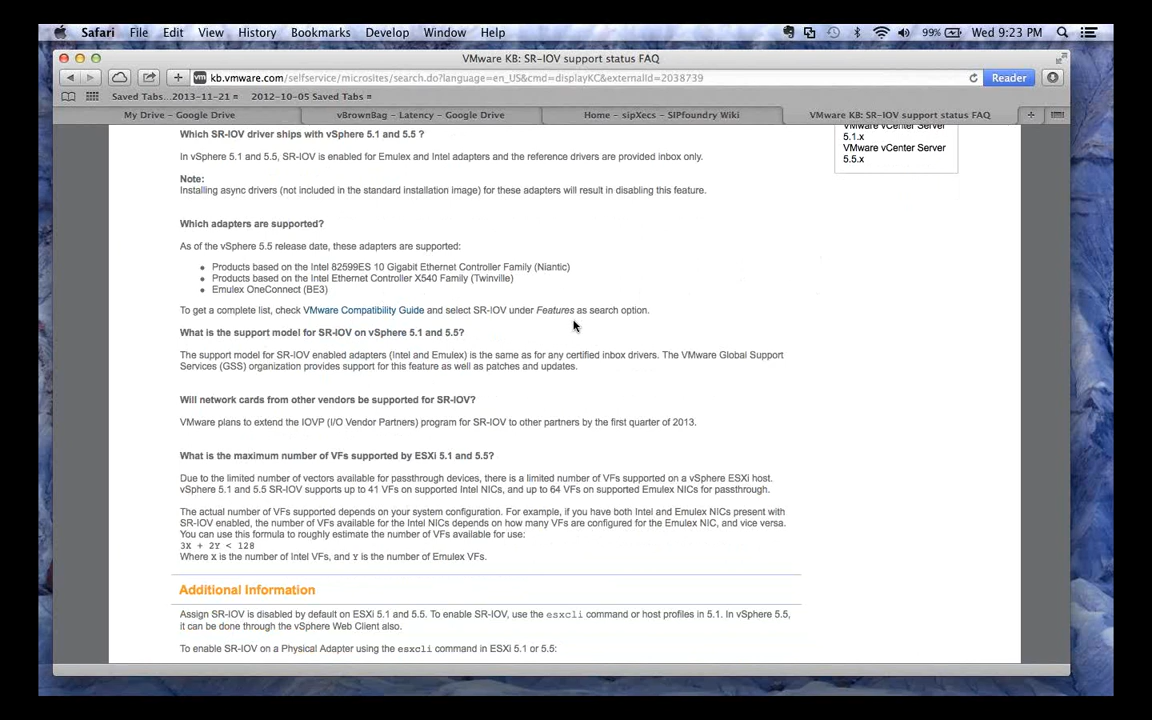 Safari File Edit View History Bookmarks Develop Window Help 99% Wed 9:23 PM
VMware KB: SR-IOV support status FAQ
vm kb.vmware.com/selfservice/microsites/search.do?language=en_US&cmd=displayKC&externalId=2038739 Reader
Saved Tabs...2013-11-21 2012-10-05 Saved Tabs
My Drive – Google Drive vBrownBag – Latency – Google Drive Home – sipXecs – SIPfoundry Wiki VMware KB: SR-IOV support status FAQ
Which SR-IOV driver ships with vSphere 5.1 and 5.5 ?
VMware vCenter Server
5.1.x
VMware vCenter Server
5.5.x
In vSphere 5.1 and 5.5, SR-IOV is enabled for Emulex and Intel adapters and the reference drivers are provided inbox only.
Note:
Installing async drivers (not included in the standard installation image) for these adapters will result in disabling this feature.
Which adapters are supported?
As of the vSphere 5.5 release date, these adapters are supported:
• Products based on the Intel 82599ES 10 Gigabit Ethernet Controller Family (Niantic)
• Products based on the Intel Ethernet Controller X540 Family (Twinville)
• Emulex OneConnect (BE3)
To get a complete list, check VMware Compatibility Guide and select SR-IOV under Features as search option.
What is the support model for SR-IOV on vSphere 5.1 and 5.5?
The support model for SR-IOV enabled adapters (Intel and Emulex) is the same as for any certified inbox drivers. The VMware Global Support
Services (GSS) organization provides support for this feature as well as patches and updates.
Will network cards from other vendors be supported for SR-IOV?
VMware plans to extend the IOVP (I/O Vendor Partners) program for SR-IOV to other partners by the first quarter of 2013.
What is the maximum number of VFs supported by ESXi 5.1 and 5.5?
Due to the limited number of vectors available for passthrough devices, there is a limited number of VFs supported on a vSphere ESXi host.
vSphere 5.1 and 5.5 SR-IOV supports up to 41 VFs on supported Intel NICs, and up to 64 VFs on supported Emulex NICs for passthrough.
The actual number of VFs supported depends on your system configuration. For example, if you have both Intel and Emulex NICs present with
SR-IOV enabled, the number of VFs available for the Intel NICs depends on how many VFs are configured for the Emulex NIC, and vice versa.
You can use this formula to roughly estimate the number of VFs available for use:
3X + 2Y < 128
Where X is the number of Intel VFs, and Y is the number of Emulex VFs.
Additional Information
Assign SR-IOV is disabled by default on ESXi 5.1 and 5.5. To enable SR-IOV, use the esxcli command or host profiles in 5.1. In vSphere 5.5,
it can be done through the vSphere Web Client also.
To enable SR-IOV on a Physical Adapter using the esxcli command in ESXi 5.1 or 5.5: